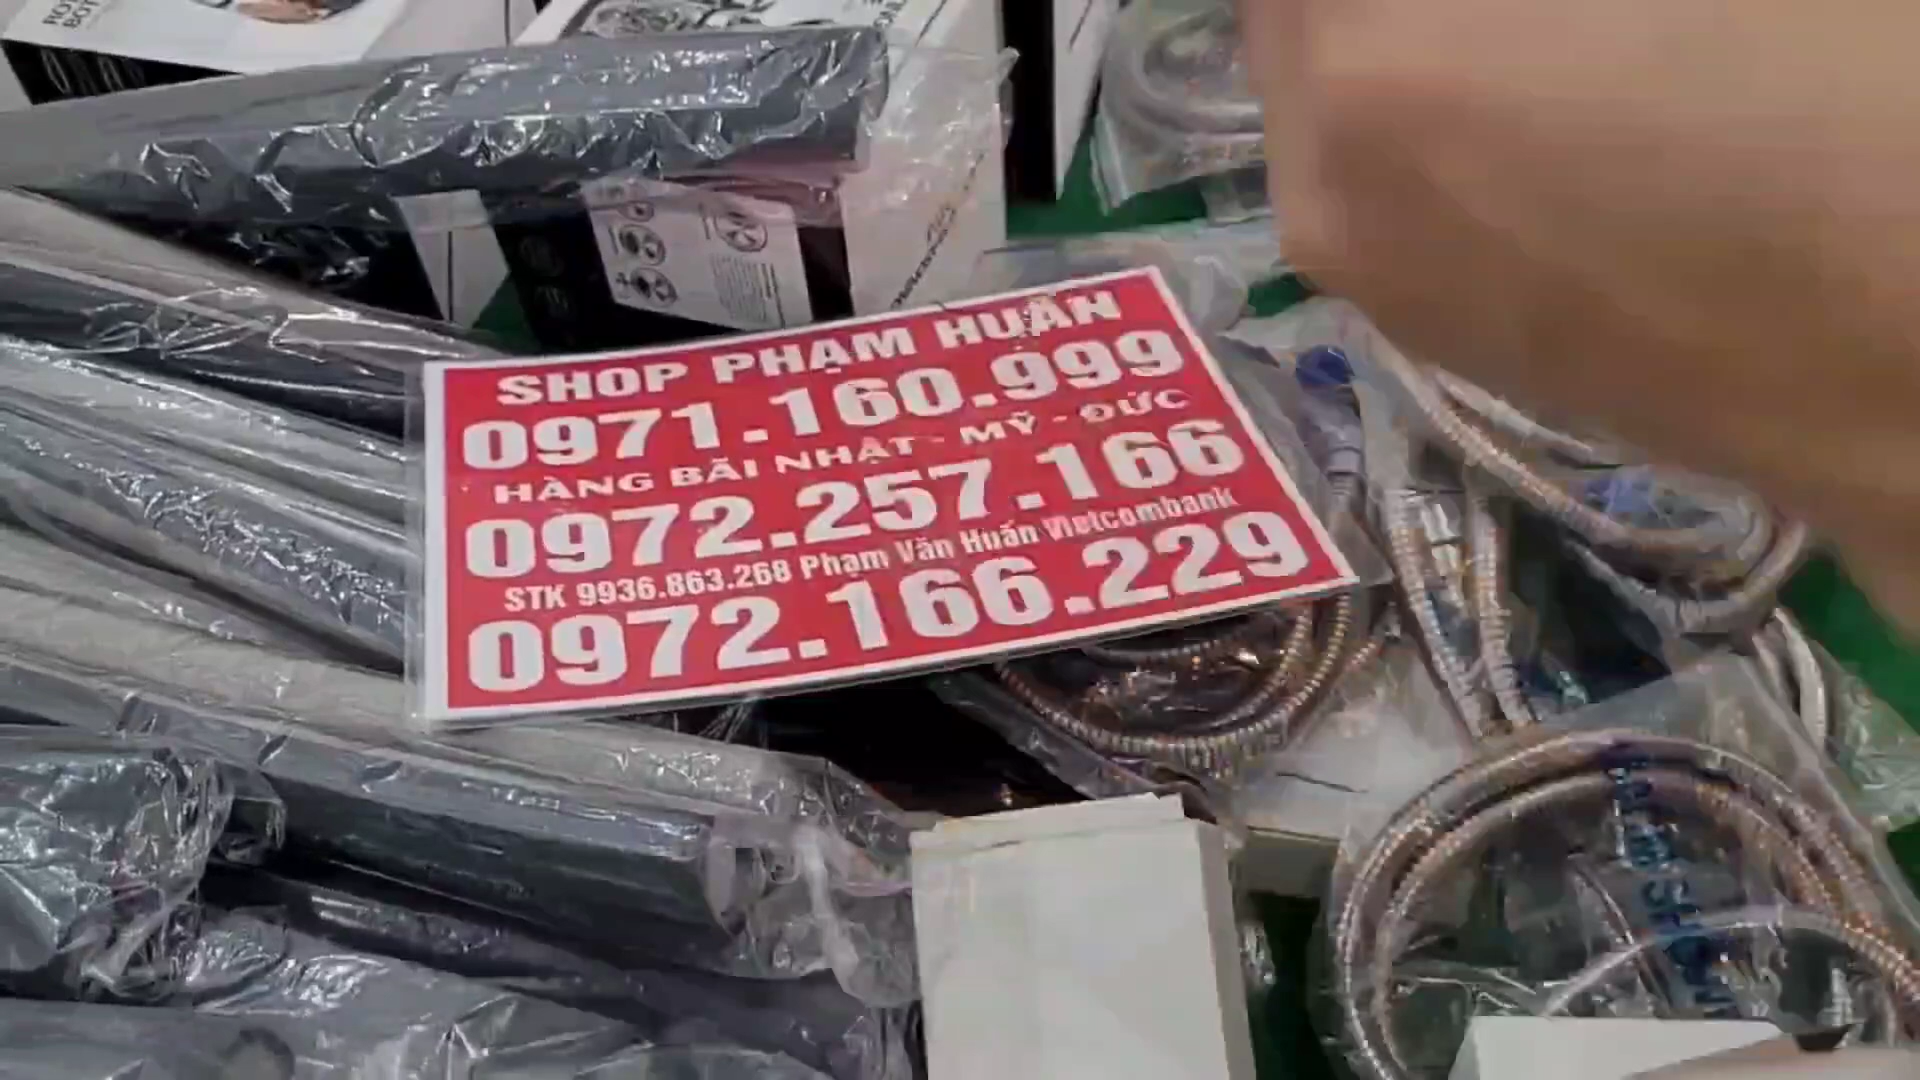 SHOP PHẠM HUẤN
0971.160.999
HÀNG BÃI NHẬT - MỸ - ĐỨC
0972.257.166
STK 9936.863.268 Phạm Văn Huấn Vietcombank
0972.166.229